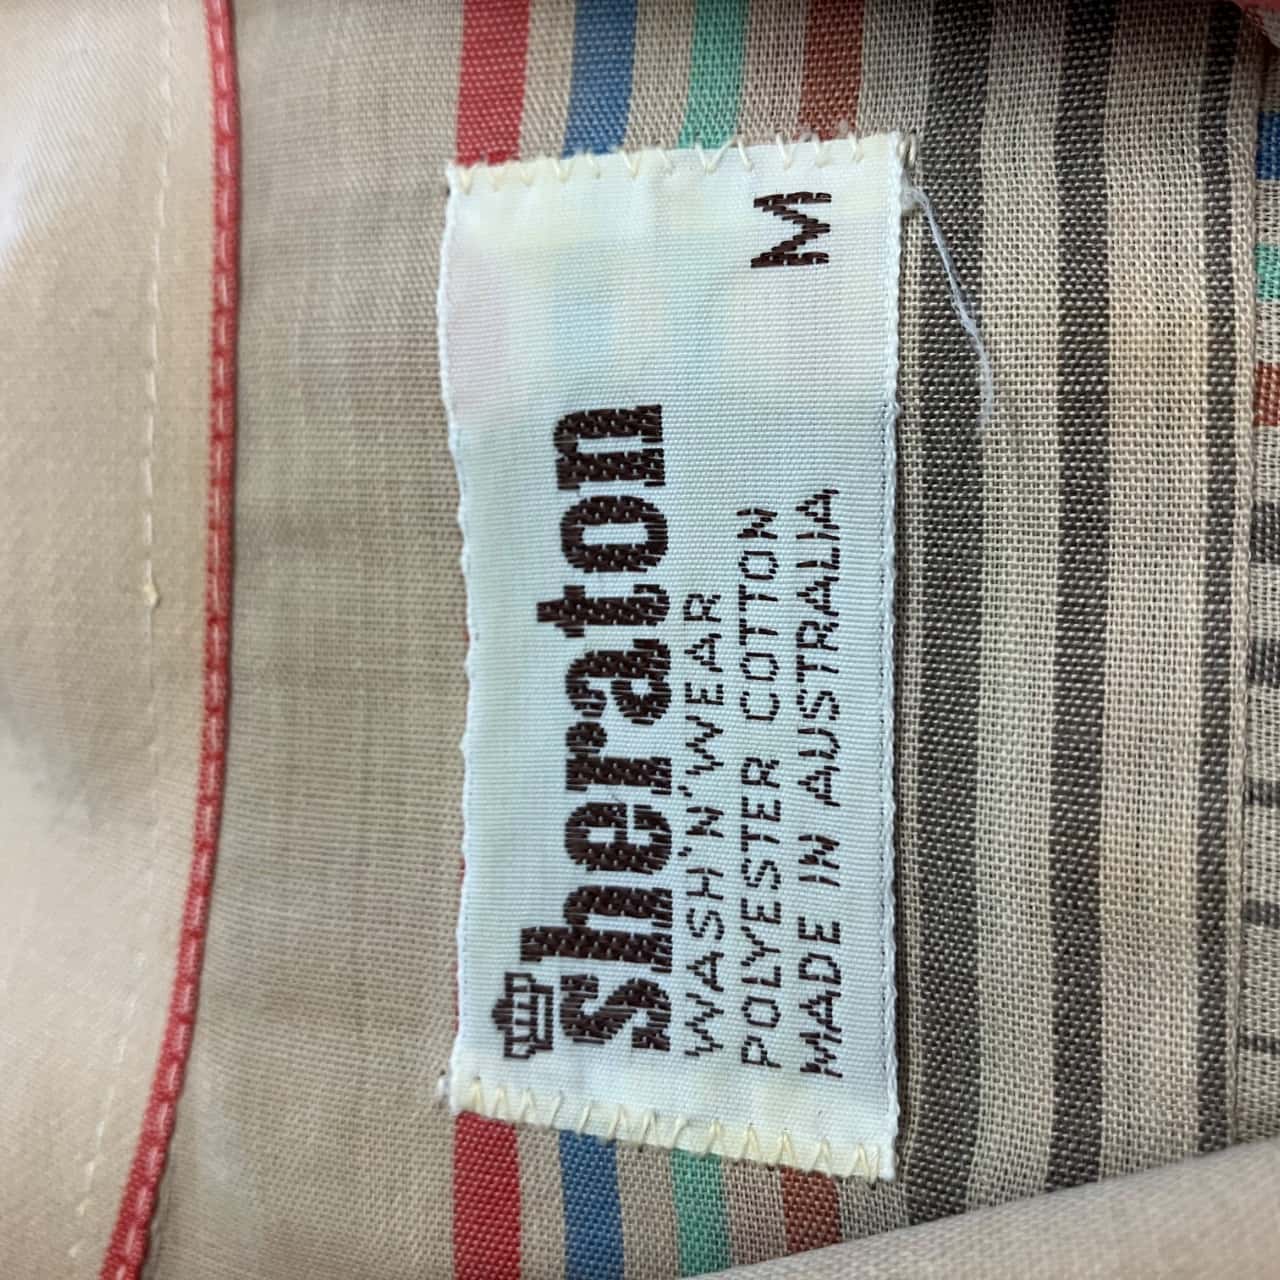 sheraton
WASH'N'WEAR
POLYESTER COTTON
MADE IN AUSTRALIA
M